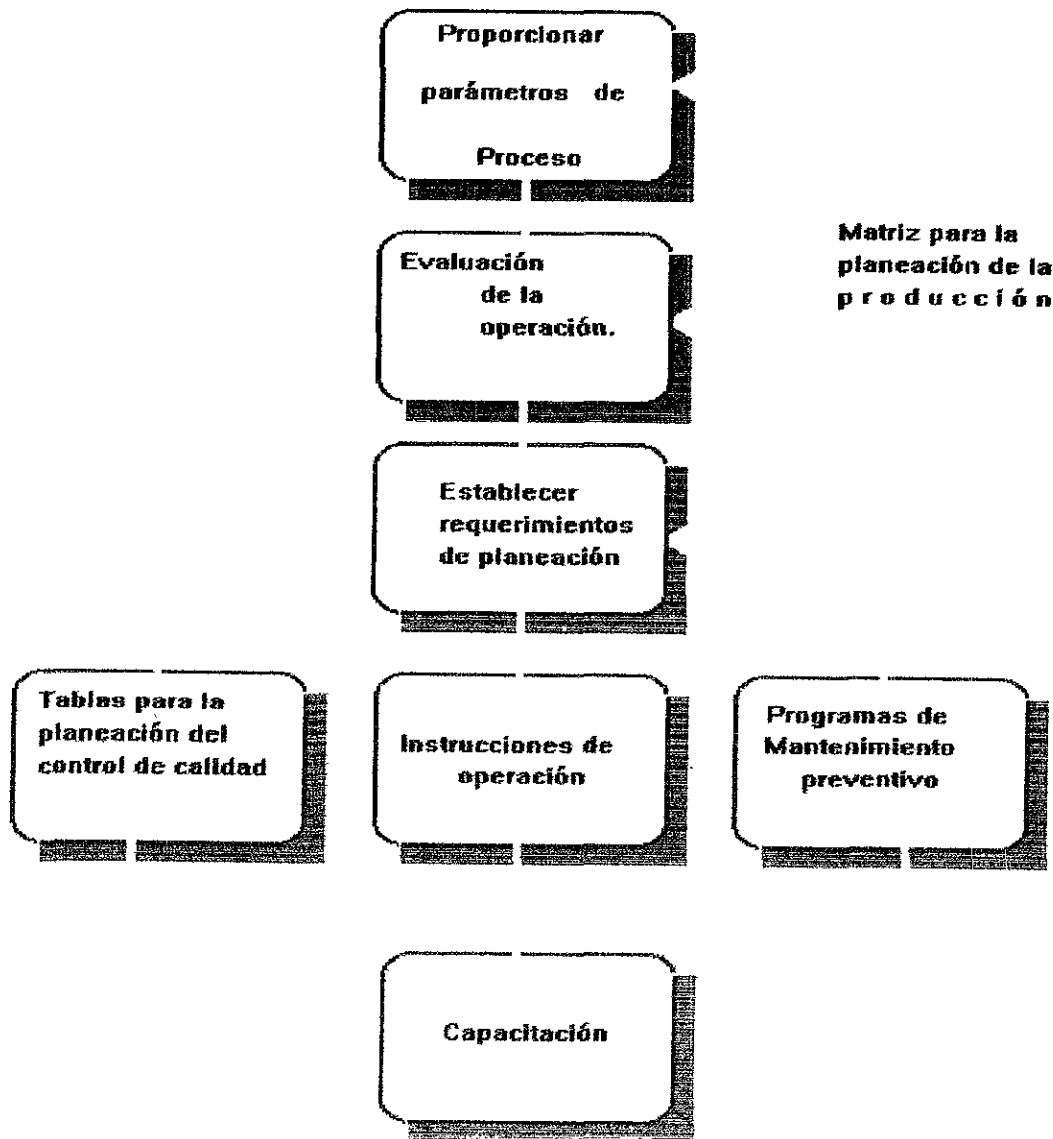 Proporcionar
parámetros de
Proceso
Evaluación
de la
operación.
Matriz para la
planeación de la
producción
Establecer
requerimientos
de planeación
Tablas para la
planeación del
control de calidad
Instrucciones de
operación
Programas de
Mantenimiento
preventivo
Capacitación